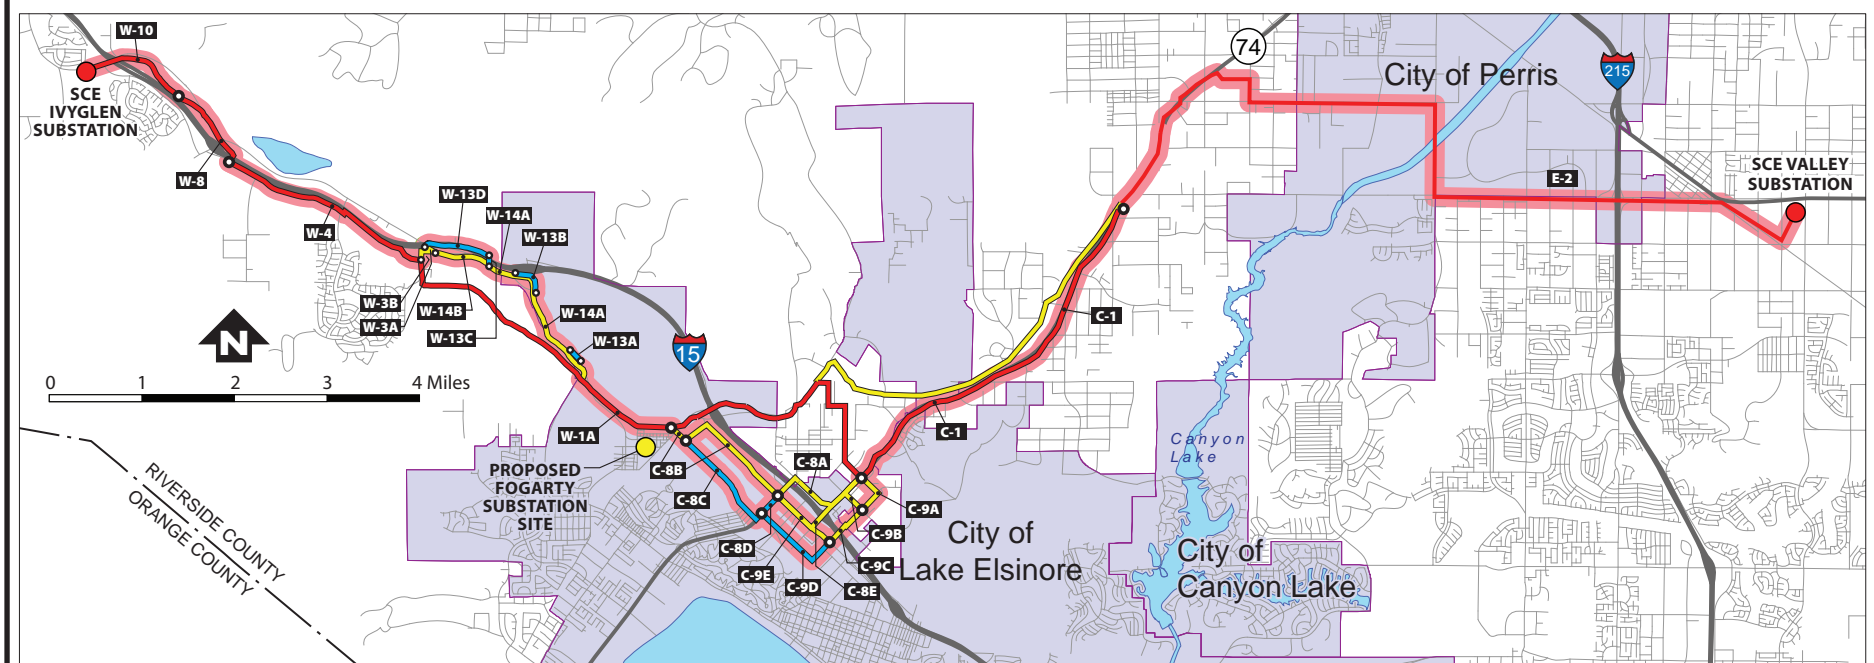 W-10
SCE
IVYGLEN
SUBSTATION
W-8
W-4
W-13D
W-14A
W-13B
W-3B
W-3A
W-14B
W-13C
W-14A
W-13A
N
0 1 2 3 4 Miles
15
W-1A
PROPOSED
FOGARTY
SUBSTATION
SITE
C-8B
C-8C
C-8A
C-8D
C-9E
C-9D
C-8E
C-9C
C-9B
C-9A
C-1
C-1
74
City of Perris
215
E-2
SCE VALLEY
SUBSTATION
Canyon
Lake
City of
Lake Elsinore
City of
Canyon Lake
RIVERSIDE COUNTY
ORANGE COUNTY